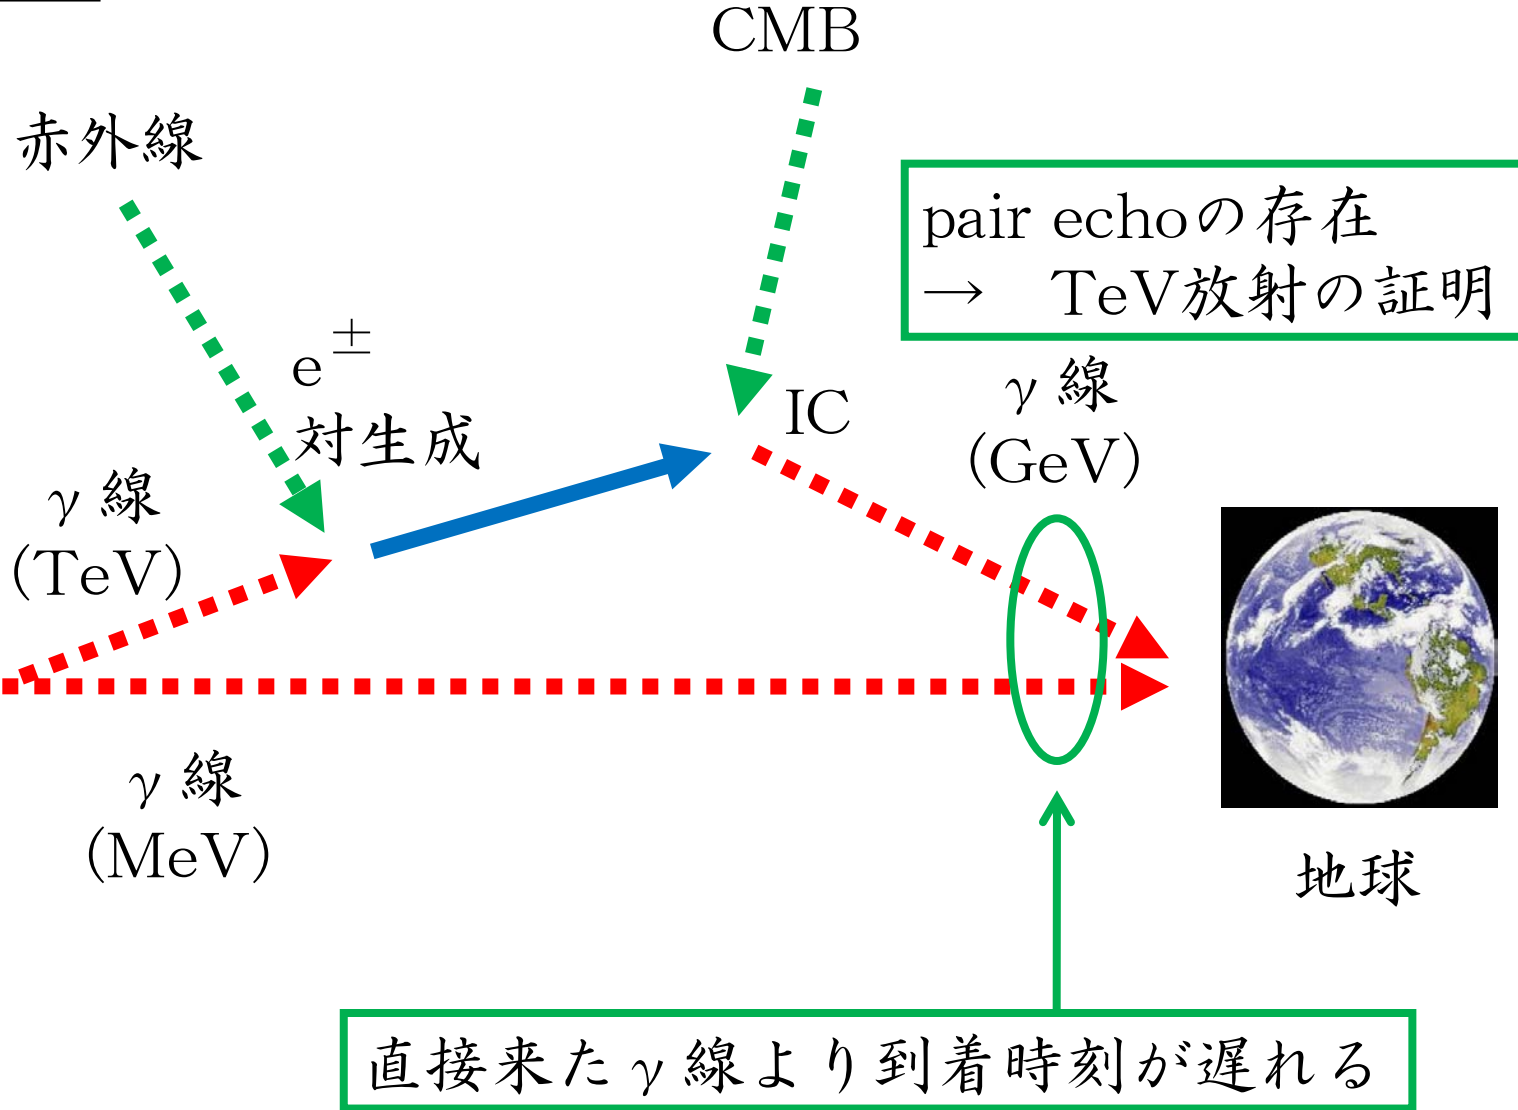 CMB
赤外線
pair echoの存在
→ TeV放射の証明
e±
対生成
IC
γ線
(GeV)
γ線
(TeV)
γ線
(MeV)
地球
直接来たγ線より到着時刻が遅れる